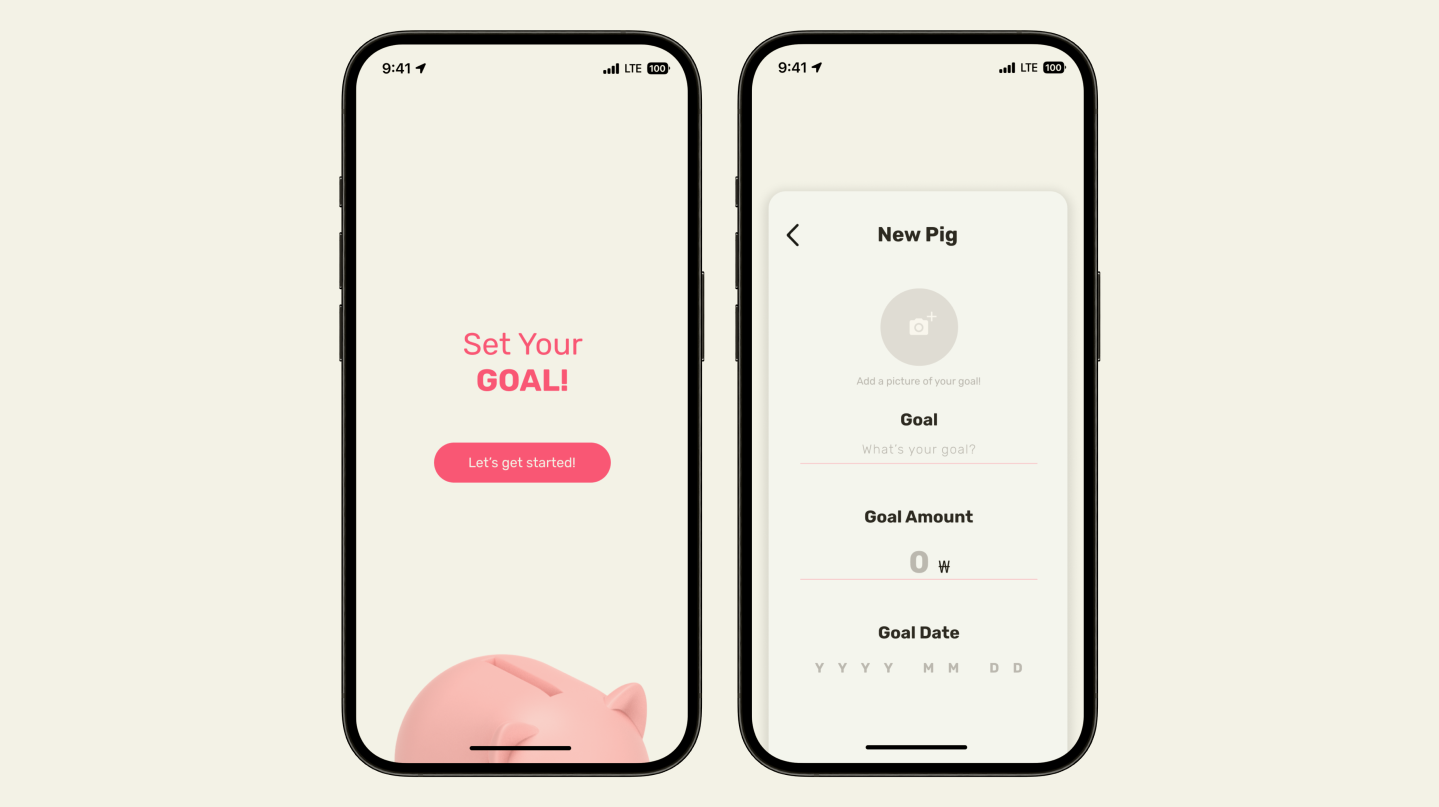 9:41 LTE 100
Set Your
GOAL!
Let's get started!
9:41 LTE 100
New Pig
Add a picture of your goal!
Goal
What's your goal?
Goal Amount
0 ₩
Goal Date
Y Y Y Y M M D D